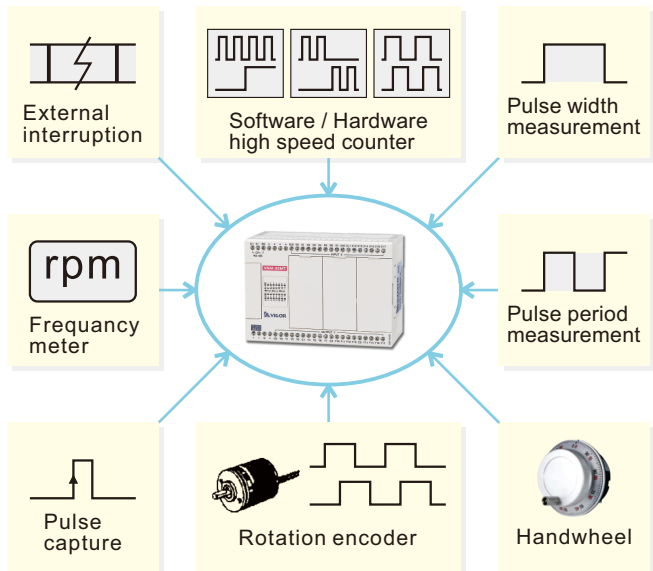 External
interruption
Software / Hardware
high speed counter
Pulse width
measurement
rpm
Frequancy
meter
VIGOR
Pulse period
measurement
Pulse
capture
Rotation encoder
Handwheel